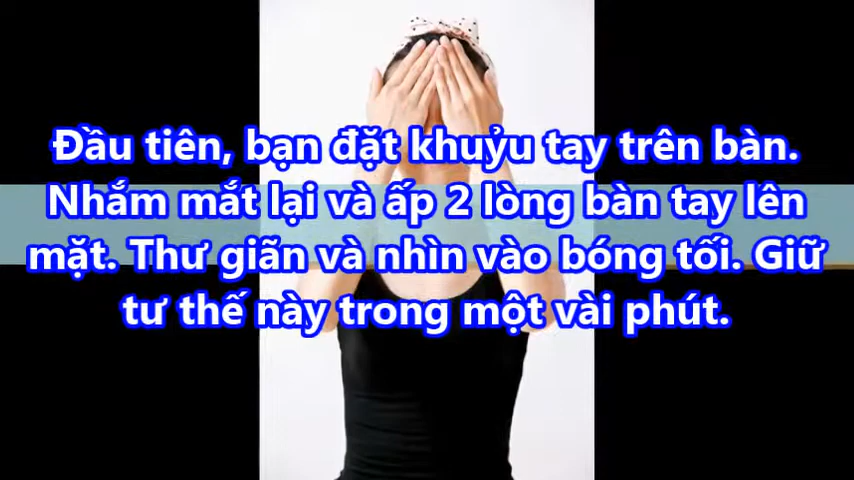 Đầu tiên, bạn đặt khuỷu tay trên bàn.
Nhắm mắt lại và ấp 2 lòng bàn tay lên
mặt. Thư giãn và nhìn vào bóng tối. Giữ
tư thế này trong một vài phút.